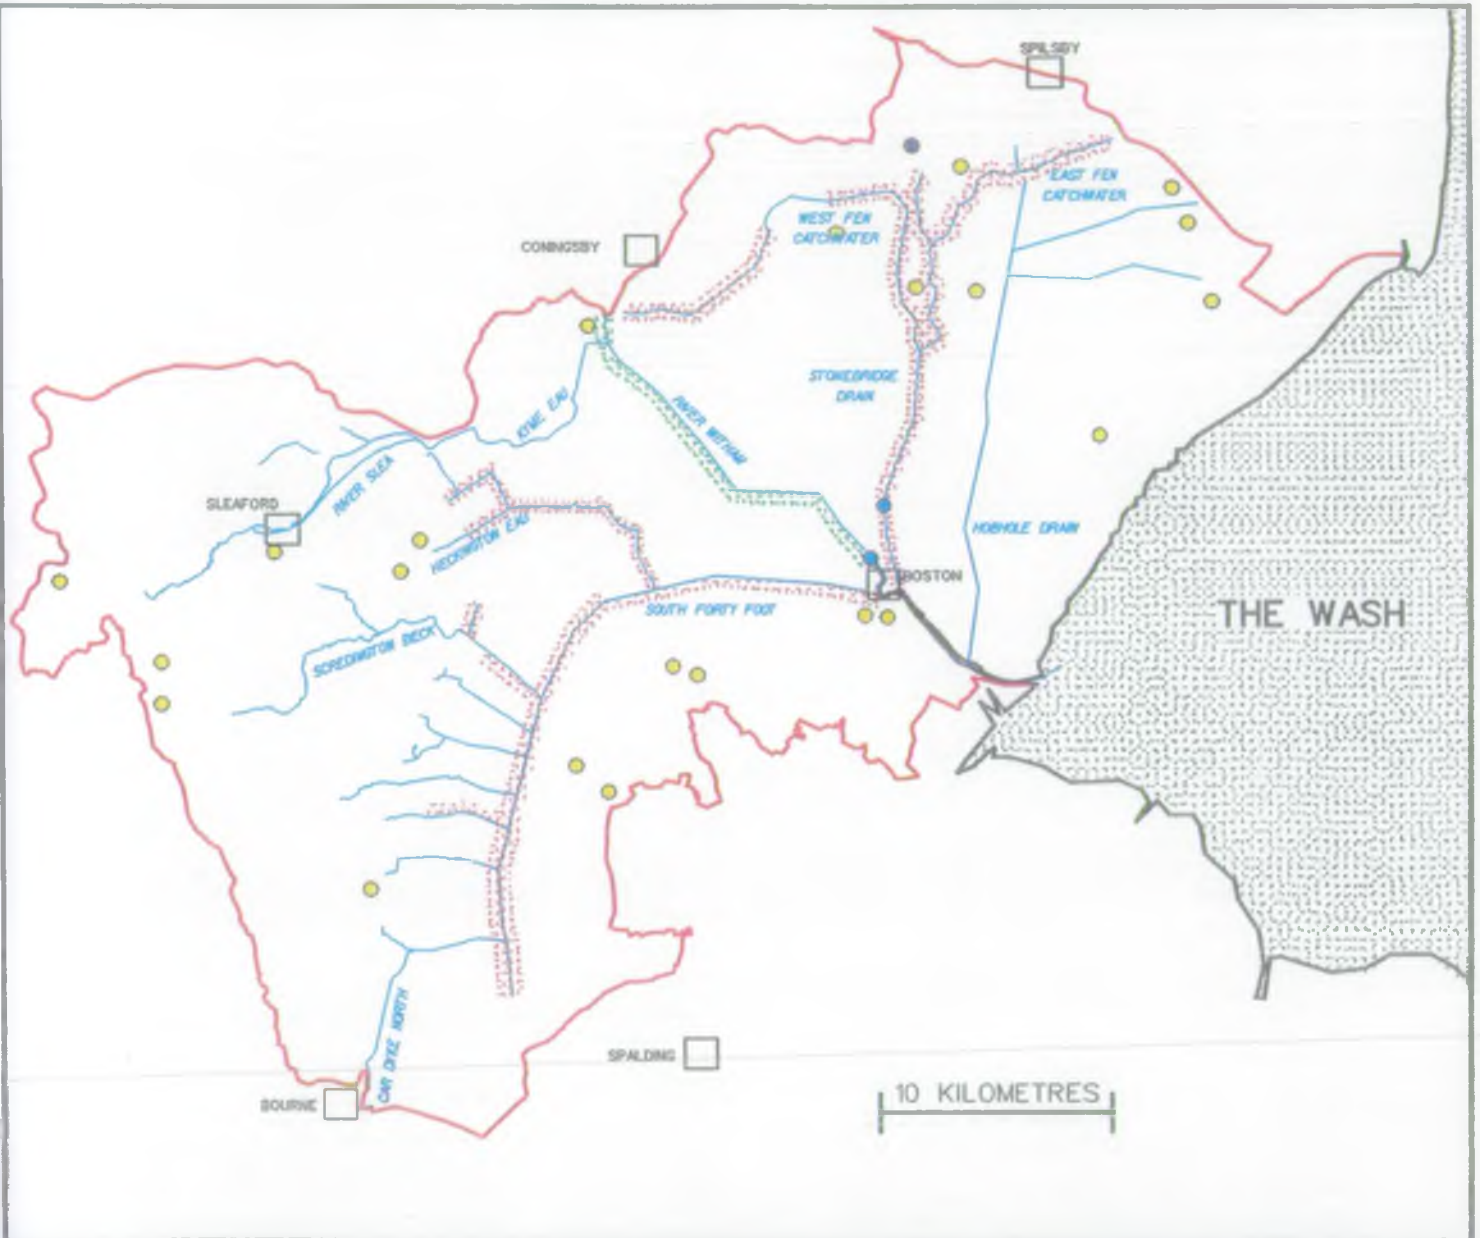 SPILSBY
EAST FEN
CATCHWATER
WEST FEN
CATCHWATER
CONINGSBY
STONEBRIDGE
DRAIN
KYME EAU
RIVER WITHAM
RIVER SLEA
SLEAFORD
HECKINGTON EAU
HOBHOLE DRAIN
BOSTON
SOUTH FORTY FOOT
THE WASH
SCREDINGTON BECK
CAR DYKE NORTH
SPALDING
BOURNE
10 KILOMETRES